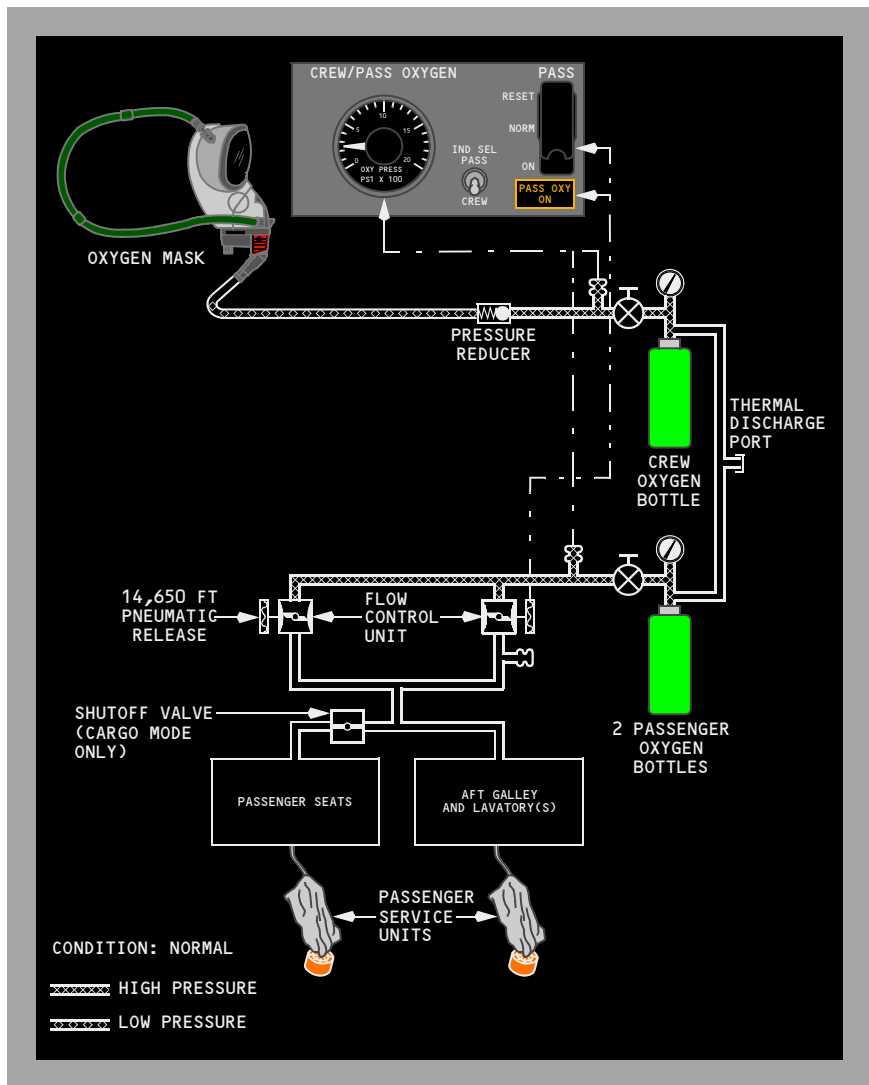 CREW/PASS OXYGEN
PASS
RESET
NORM
ON
0
5
10
15
20
OXY PRESS
PS1 X 100
IND SEL
PASS
CREW
PASS OXY
ON
OXYGEN MASK
PRESSURE
REDUCER
THERMAL
DISCHARGE
PORT
CREW
OXYGEN
BOTTLE
14,650 FT
PNEUMATIC
RELEASE
FLOW
CONTROL
UNIT
SHUTOFF VALVE
(CARGO MODE
ONLY)
2 PASSENGER
OXYGEN
BOTTLES
PASSENGER SEATS
AFT GALLEY
AND LAVATORY(S)
PASSENGER
SERVICE
UNITS
CONDITION: NORMAL
HIGH PRESSURE
LOW PRESSURE